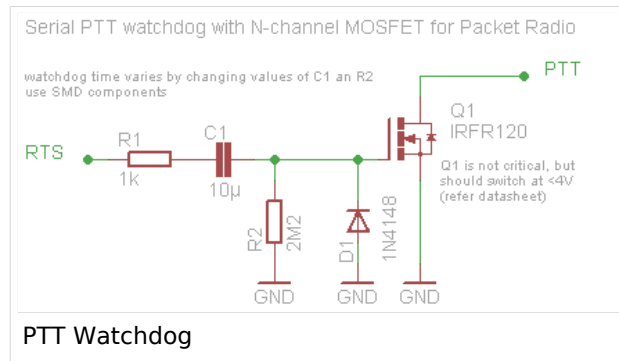 Serial PTT watchdog with N-channel MOSFET for Packet Radio
watchdog time varies by changing values of C1 an R2
use SMD components
PTT
Q1
IRFR120
Q1 is not critical, but
should switch at <4V
(refer datasheet)
RTS
R1
1k
C1
10µ
R2
2M2
D1
1N4148
GND
GND
GND
PTT Watchdog